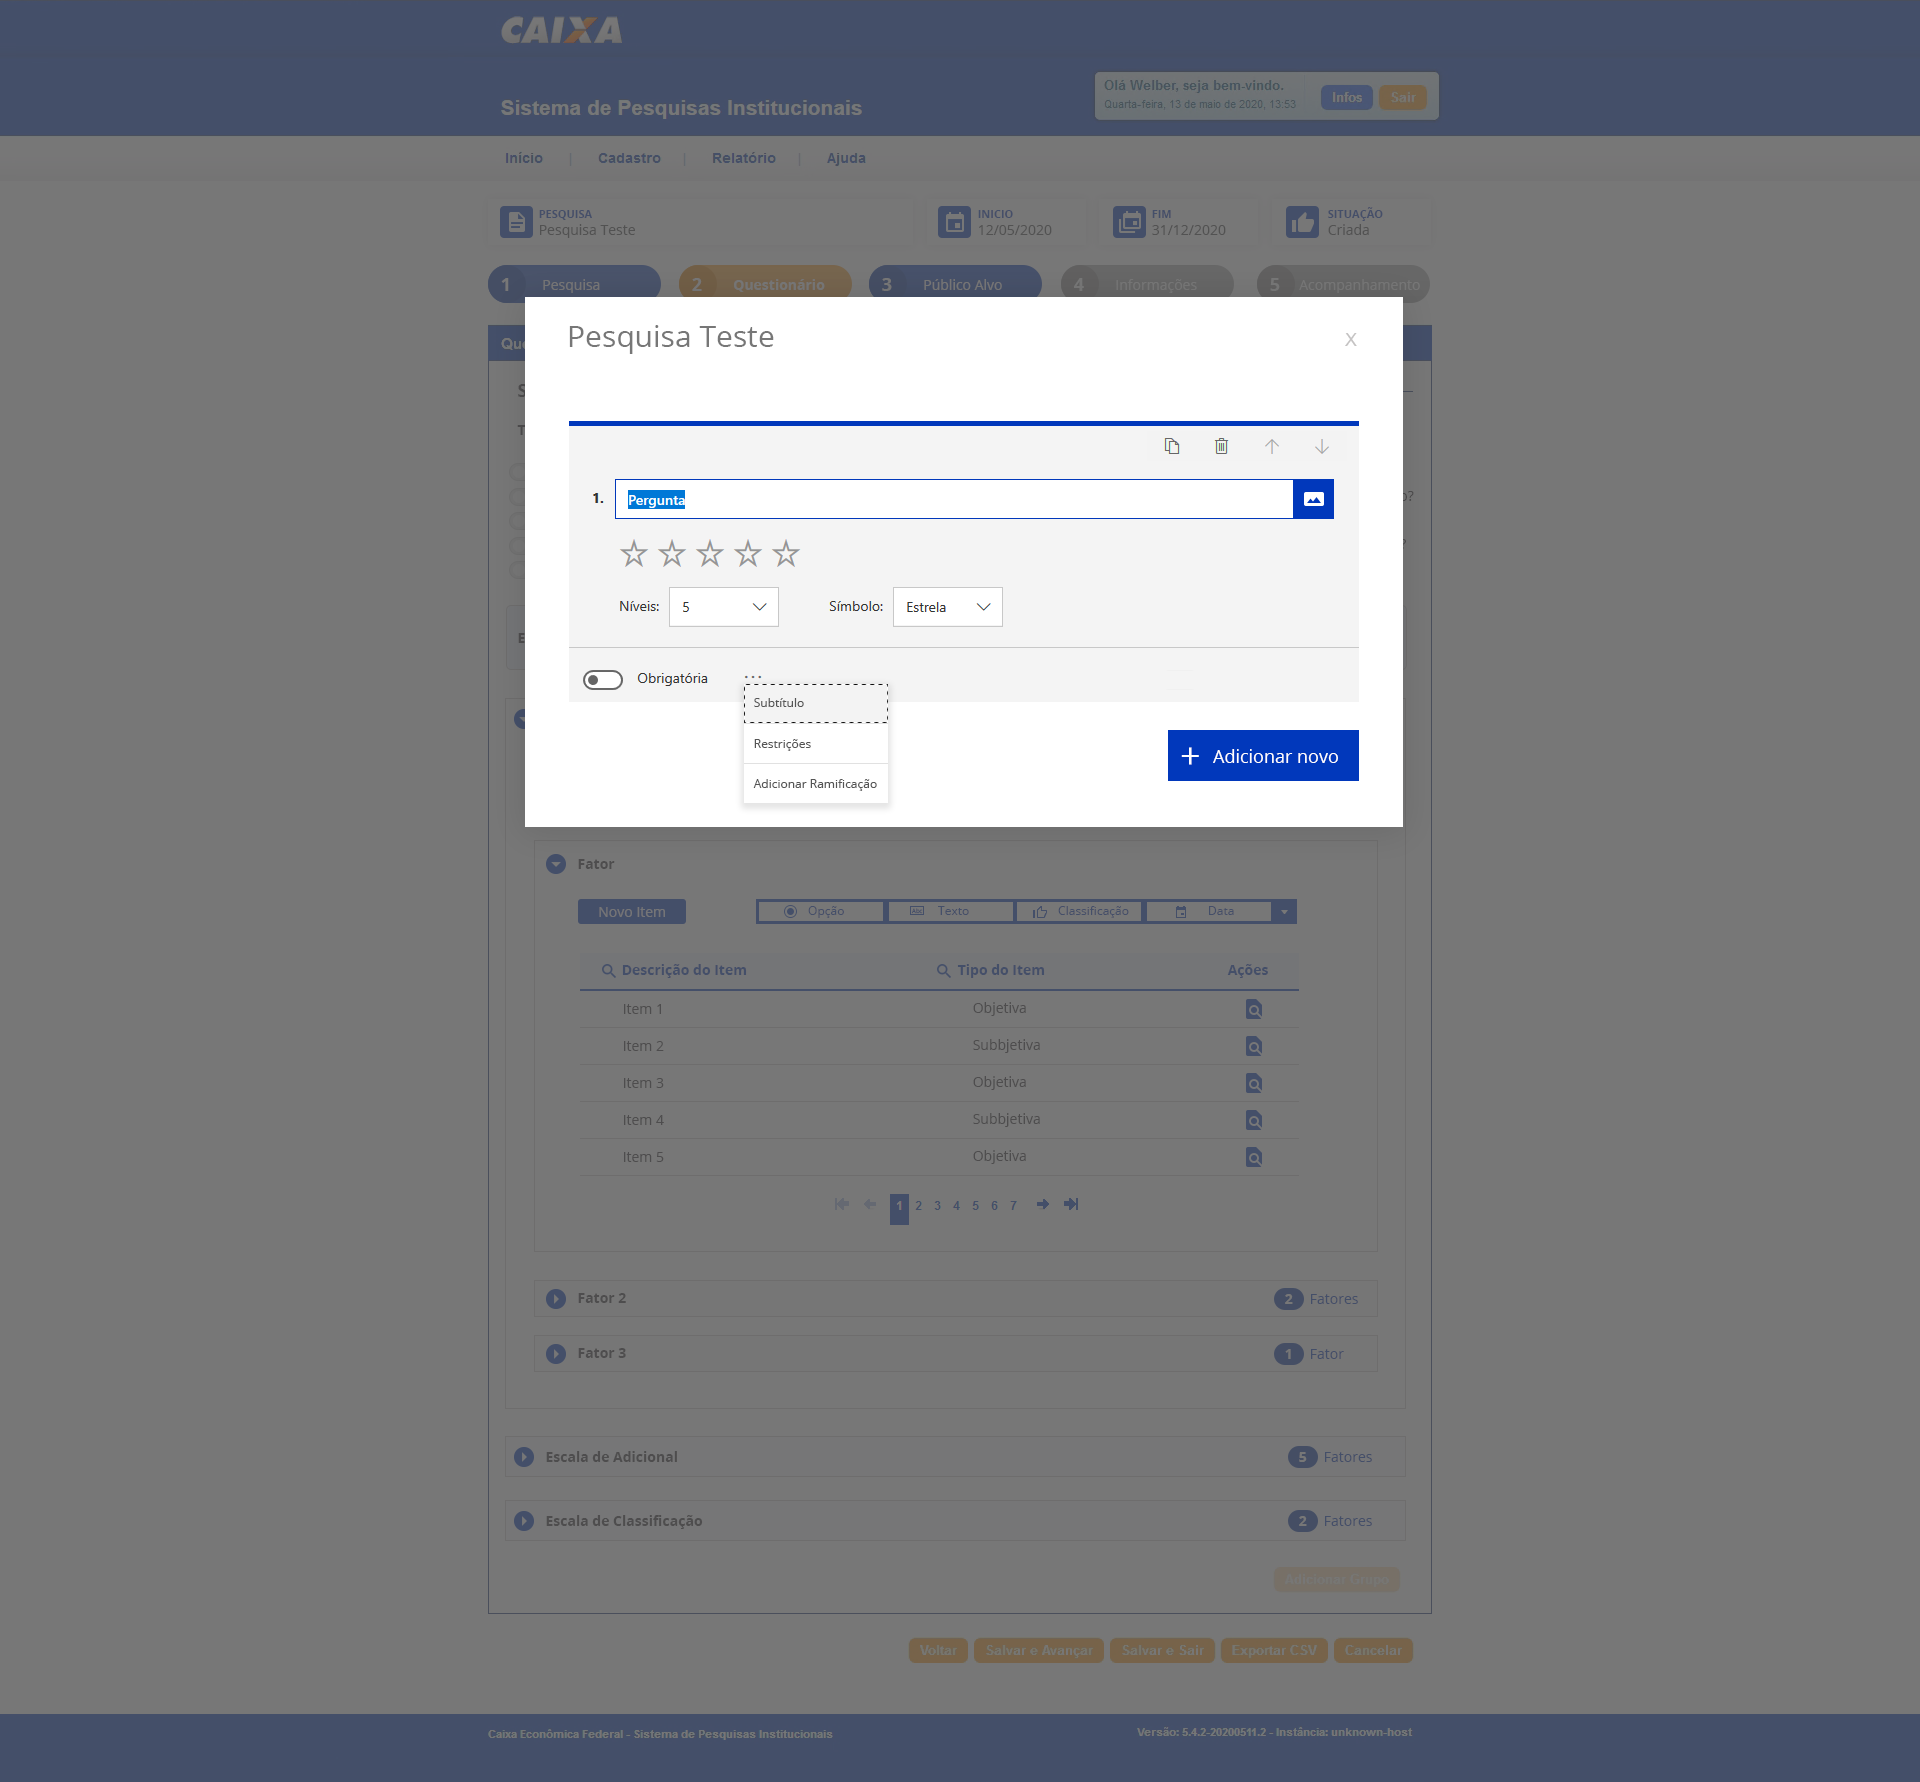 CAIXA
Sistema de Pesquisas Institucionais
Olá Welber, seja bem-vindo.
Quarta-feira, 13 de maio de 2020, 13:53
Infos
Sair
Início | Cadastro | Relatório | Ajuda
PESQUISA
Pesquisa Teste
INICIO
12/05/2020
FIM
31/12/2020
SITUAÇÃO
Criada
1 Pesquisa
2 Questionário
3 Público Alvo
4 Informações
5 Acompanhamento
Pesquisa Teste
X
1. Pergunta
Níveis: 5
Símbolo: Estrela
Obrigatória ...
Subtítulo
Restrições
Adicionar Ramificação
+ Adicionar novo
Fator
Novo Item
Opção
Texto
Classificação
Data
Descrição do Item Tipo do Item Ações
Item 1 Objetiva
Item 2 Subbjetiva
Item 3 Objetiva
Item 4 Subbjetiva
Item 5 Objetiva
1 2 3 4 5 6 7
Fator 2 2 Fatores
Fator 3 1 Fator
Escala de Adicional 5 Fatores
Escala de Classificação 2 Fatores
Adicionar Grupo
Voltar
Salvar e Avançar
Salvar e Sair
Exportar CSV
Cancelar
Caixa Econômica Federal - Sistema de Pesquisas Institucionais
Versão: 5.4.2-20200511.2 - Instância: unknown-host